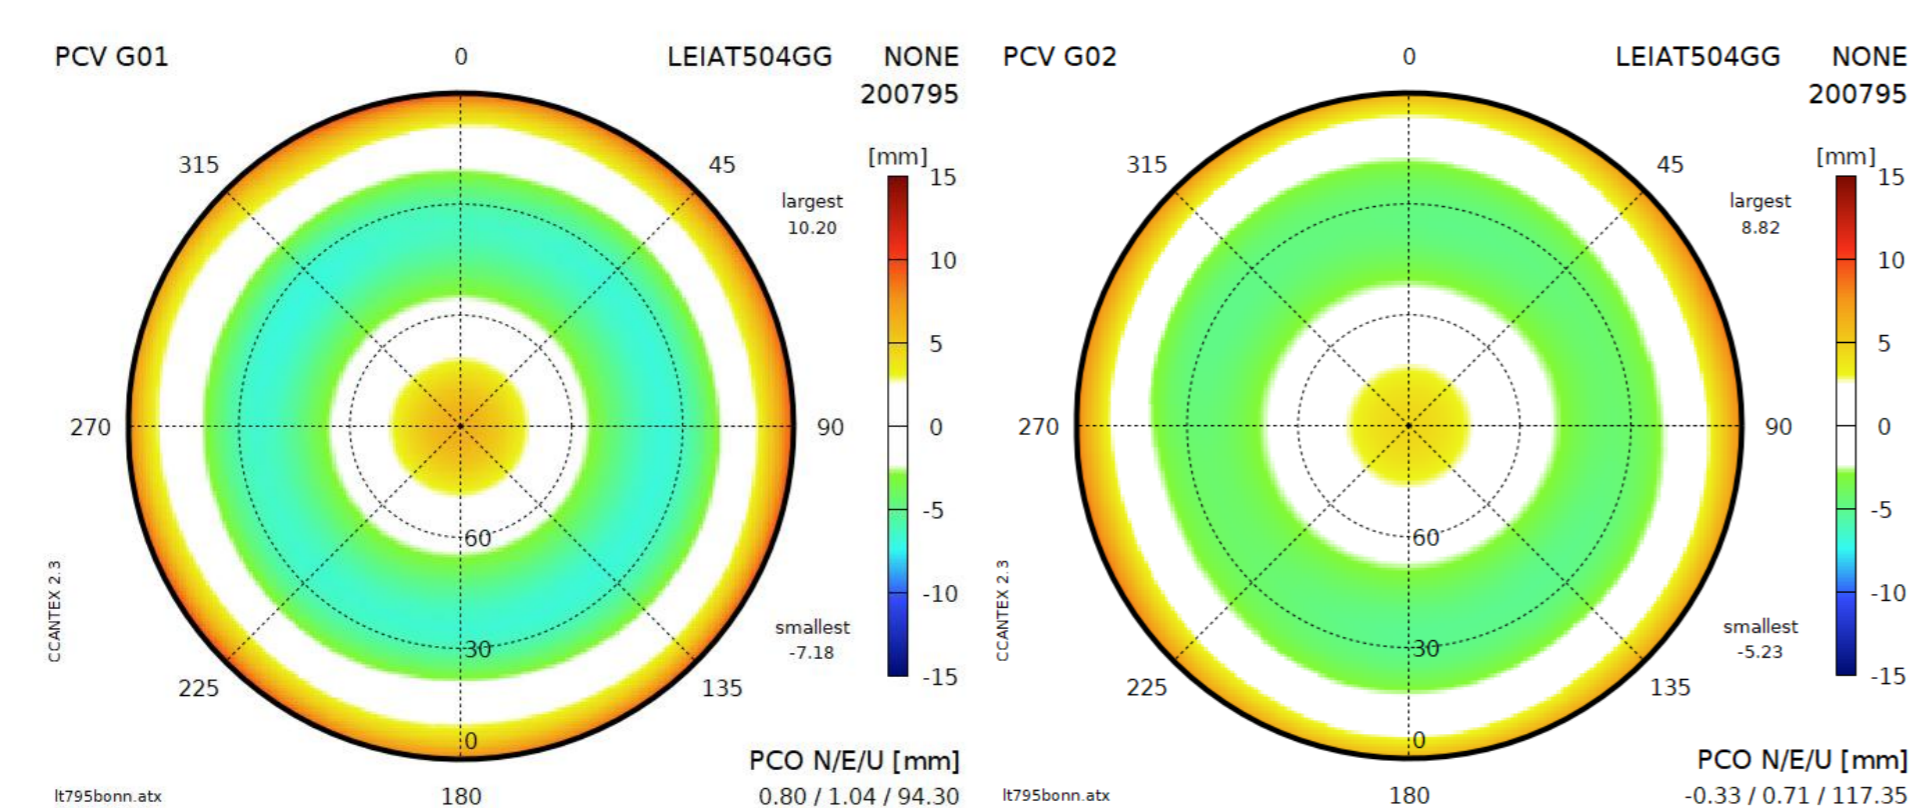 PCV G01
0
LEIAT504GG NONE
200795
[mm]
315
45
largest
10.20
15
10
5
0
-5
-10
-15
270
90
60
30
0
CCANTEX 2.3
smallest
-7.18
225
135
PCO N/E/U [mm]
lt795bonn.atx
180
0.80 / 1.04 / 94.30
PCV G02
0
LEIAT504GG NONE
200795
[mm]
315
45
largest
8.82
15
10
5
0
-5
-10
-15
270
90
60
30
0
CCANTEX 2.3
smallest
-5.23
225
135
PCO N/E/U [mm]
lt795bonn.atx
180
-0.33 / 0.71 / 117.35